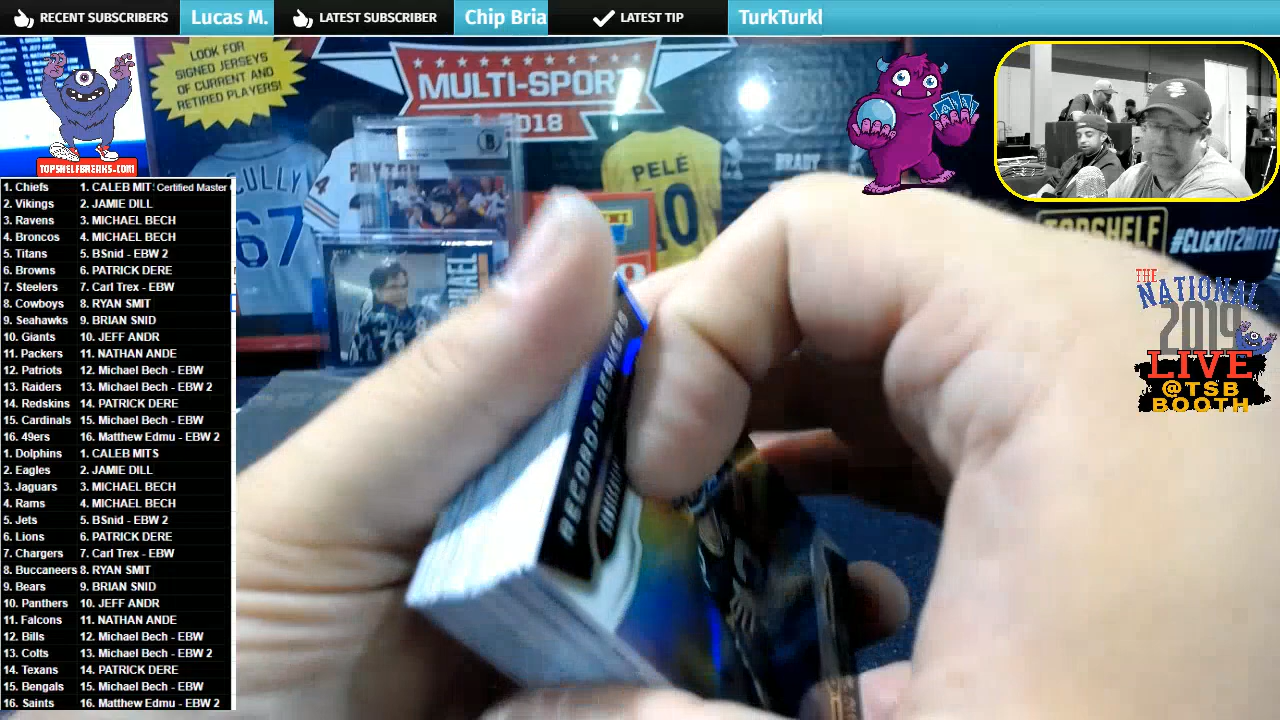 RECENT SUBSCRIBERS
Lucas M.
LATEST SUBSCRIBER
Chip Bria
LATEST TIP
TurkTurkl
LOOK FOR
SIGNED JERSEYS
OF CURRENT AND
RETIRED PLAYERS!
MULTI-SPORT
2018
CULLY
67
PELÉ
10
BRADY
TOPSHELFBREAKS.COM
TOPSHELF
#CLICKIT2HITIT
THE
NATIONAL
2019
LIVE
@TSB
BOOTH
RECORD BREAKERS
1. Chiefs 1. CALEB MIT Certified Master
2. Vikings 2. JAMIE DILL
3. Ravens 3. MICHAEL BECH
4. Broncos 4. MICHAEL BECH
5. Titans 5. BSnid - EBW 2
6. Browns 6. PATRICK DERE
7. Steelers 7. Carl Trex - EBW
8. Cowboys 8. RYAN SMIT
9. Seahawks 9. BRIAN SNID
10. Giants 10. JEFF ANDR
11. Packers 11. NATHAN ANDE
12. Patriots 12. Michael Bech - EBW
13. Raiders 13. Michael Bech - EBW 2
14. Redskins 14. PATRICK DERE
15. Cardinals 15. Michael Bech - EBW
16. 49ers 16. Matthew Edmu - EBW 2
1. Dolphins 1. CALEB MITS
2. Eagles 2. JAMIE DILL
3. Jaguars 3. MICHAEL BECH
4. Rams 4. MICHAEL BECH
5. Jets 5. BSnid - EBW 2
6. Lions 6. PATRICK DERE
7. Chargers 7. Carl Trex - EBW
8. Buccaneers 8. RYAN SMIT
9. Bears 9. BRIAN SNID
10. Panthers 10. JEFF ANDR
11. Falcons 11. NATHAN ANDE
12. Bills 12. Michael Bech - EBW
13. Colts 13. Michael Bech - EBW 2
14. Texans 14. PATRICK DERE
15. Bengals 15. Michael Bech - EBW
16. Saints 16. Matthew Edmu - EBW 2